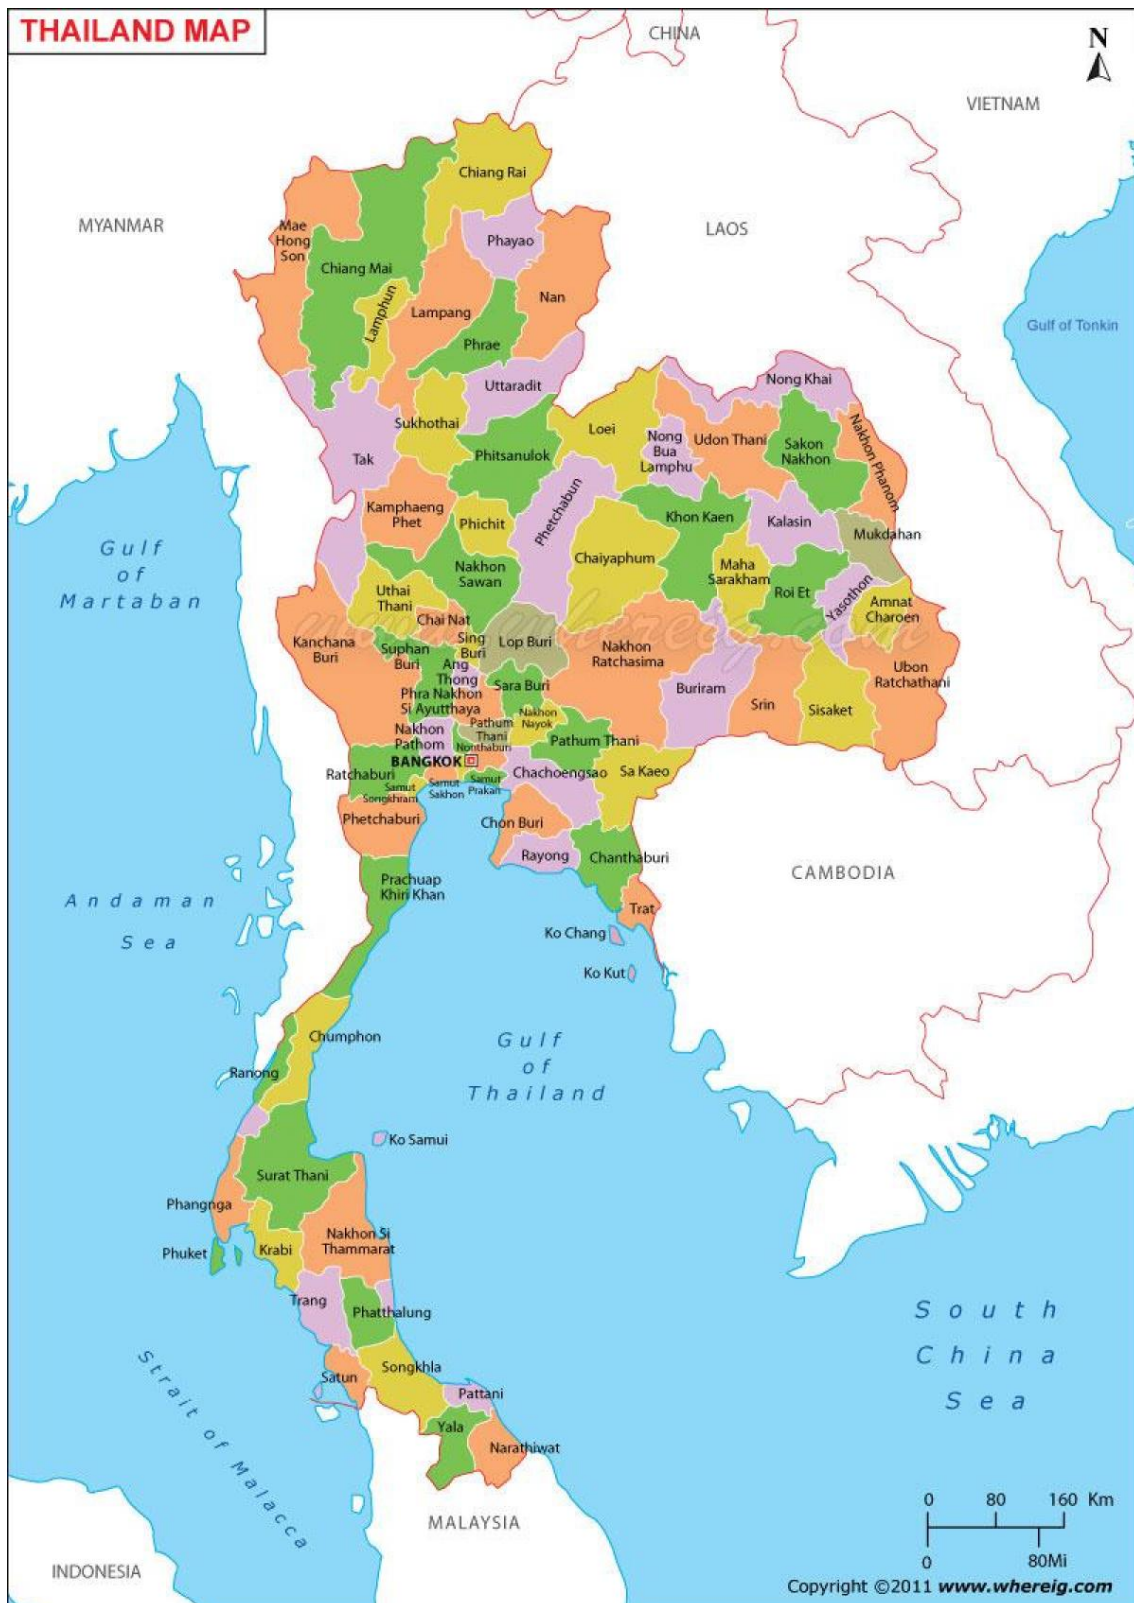 THAILAND MAP
CHINA
N
VIETNAM
MYANMAR
LAOS
Gulf of Tonkin
Chiang Rai
Mae
Hong
Son
Phayao
Chiang Mai
Nan
Lamphun
Lampang
Phrae
Uttaradit
Nong Khai
Sukhothai
Loei
Nong
Bua
Lamphu
Udon Thani
Sakon
Nakhon
Nakhon Phanom
Tak
Phitsanulok
Kamphaeng
Phet
Phichit
Phetchabun
Khon Kaen
Kalasin
Mukdahan
Gulf
of
Martaban
Nakhon
Sawan
Chaiyaphum
Maha
Sarakham
Roi Et
Yasothon
Amnat
Charoen
Uthai
Thani
Chai Nat
www.whereig.com
Kanchana
Buri
Suphan
Buri
Sing
Buri
Lop Buri
Nakhon
Ratchasima
Ang
Thong
Ubon
Ratchathani
Phra Nakhon
Si Ayutthaya
Sara Buri
Buriram
Srin
Sisaket
Nakhon
Nayok
Nakhon
Pathom
Pathum
Thani
Nonthaburi
Pathum Thani
BANGKOK
Ratchaburi
Chachoengsao
Sa Kaeo
Samut
Songkhram
Samut
Sakhon
Samut
Prakan
Phetchaburi
Chon Buri
Rayong
Chanthaburi
CAMBODIA
Prachuap
Khiri Khan
Trat
Andaman
Sea
Ko Chang
Ko Kut
Chumphon
Gulf
of
Thailand
Ranong
Ko Samui
Surat Thani
Phangnga
Nakhon Si
Thammarat
Phuket
Krabi
Trang
Phatthalung
South
China
Sea
Songkhla
Satun
Pattani
Yala
Narathiwat
Strait of Malacca
MALAYSIA
INDONESIA
0 80 160 Km
0 80Mi
Copyright ©2011 www.whereig.com